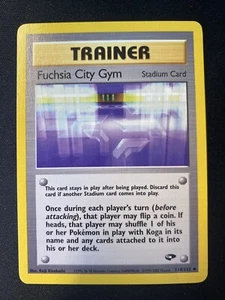 TRAINER
Fuchsia City Gym
Stadium Card
This card stays in play after being played. Discard this
card if another Stadium card comes into play.
Once during each player's turn (before
attacking), that player may flip a coin. If
heads, that player may shuffle 1 of his
or her Pokémon in play with Koga in its
name and any cards attached to it into
his or her deck.
Illus.